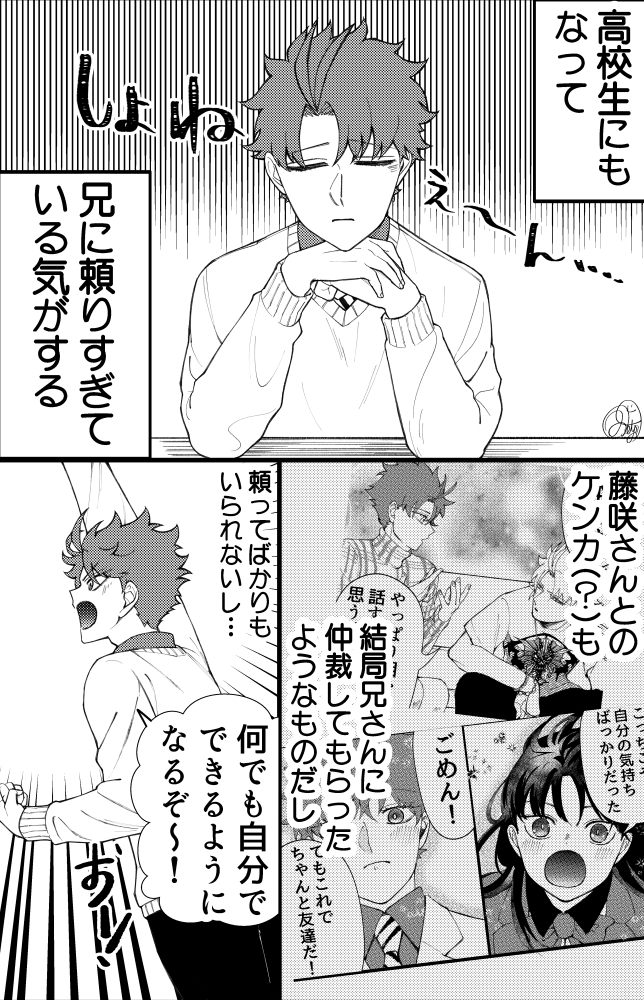 高校生にも
なって
え〜ん…
しょね
兄に頼りすぎて
いる気がする
藤咲さんとの
ケンカ(?)も
やっぱり
話す
思う
結局兄さんに
仲裁してもらった
ようなものだし
自分の気持ち
ばっかりだった
ごめん!
てもこれで
ちゃんと友達だ!
頼ってばかりも
いられないし…
何でも自分で
できるように
なるぞ〜!
おーっ!